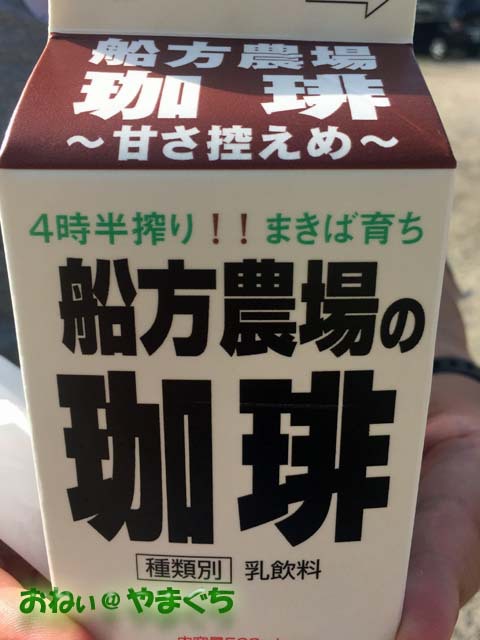 船方農場
珈琲
～甘さ控えめ～
4時半搾り！！まきば育ち
船方農場の
珈琲
種類別 乳飲料
おねぃ@やまぐち